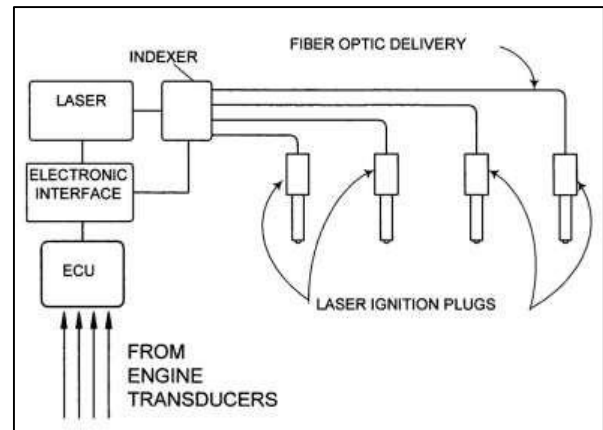 FIBER OPTIC DELIVERY
INDEXER
LASER
ELECTRONIC
INTERFACE
ECU
LASER IGNITION PLUGS
FROM
ENGINE
TRANSDUCERS